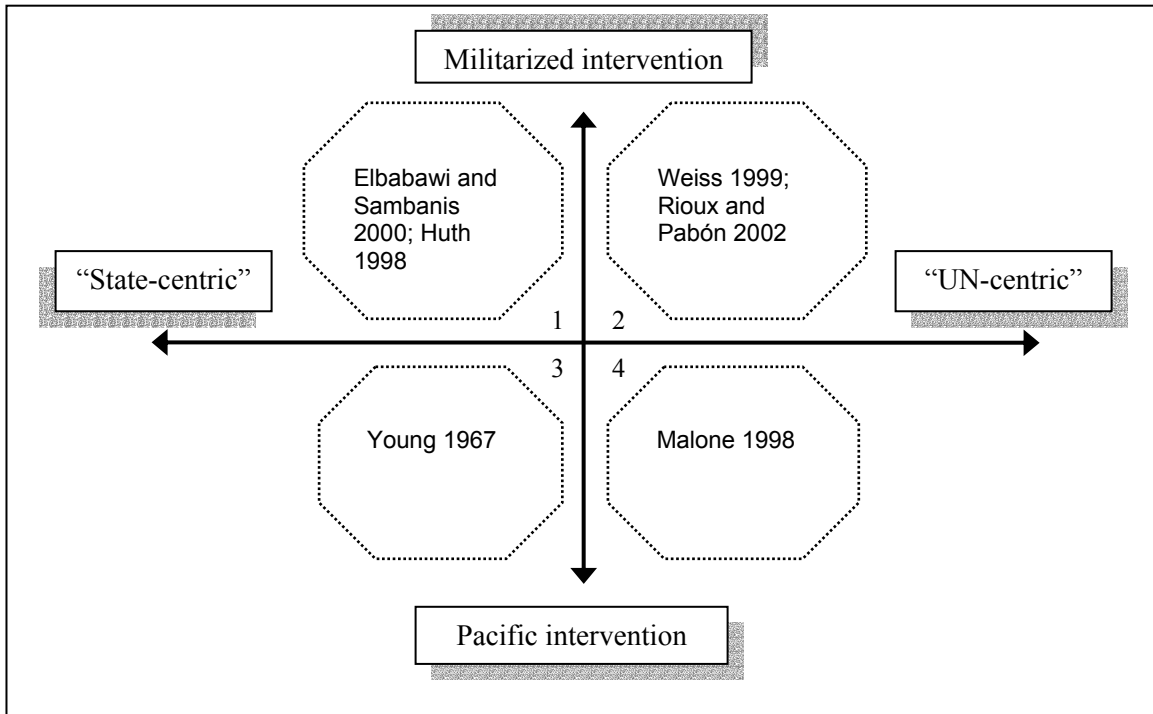 Militarized intervention
Elbabawi and
Sambanis
2000; Huth
1998
Weiss 1999;
Rioux and
Pabón 2002
“State-centric”
“UN-centric”
1 2
3 4
Young 1967
Malone 1998
Pacific intervention